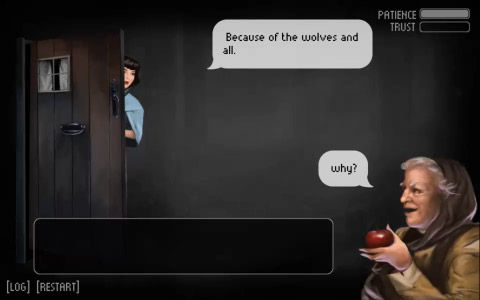 PATIENCE
TRUST
Because of the wolves and
all.
why?
[LOG] [RESTART]